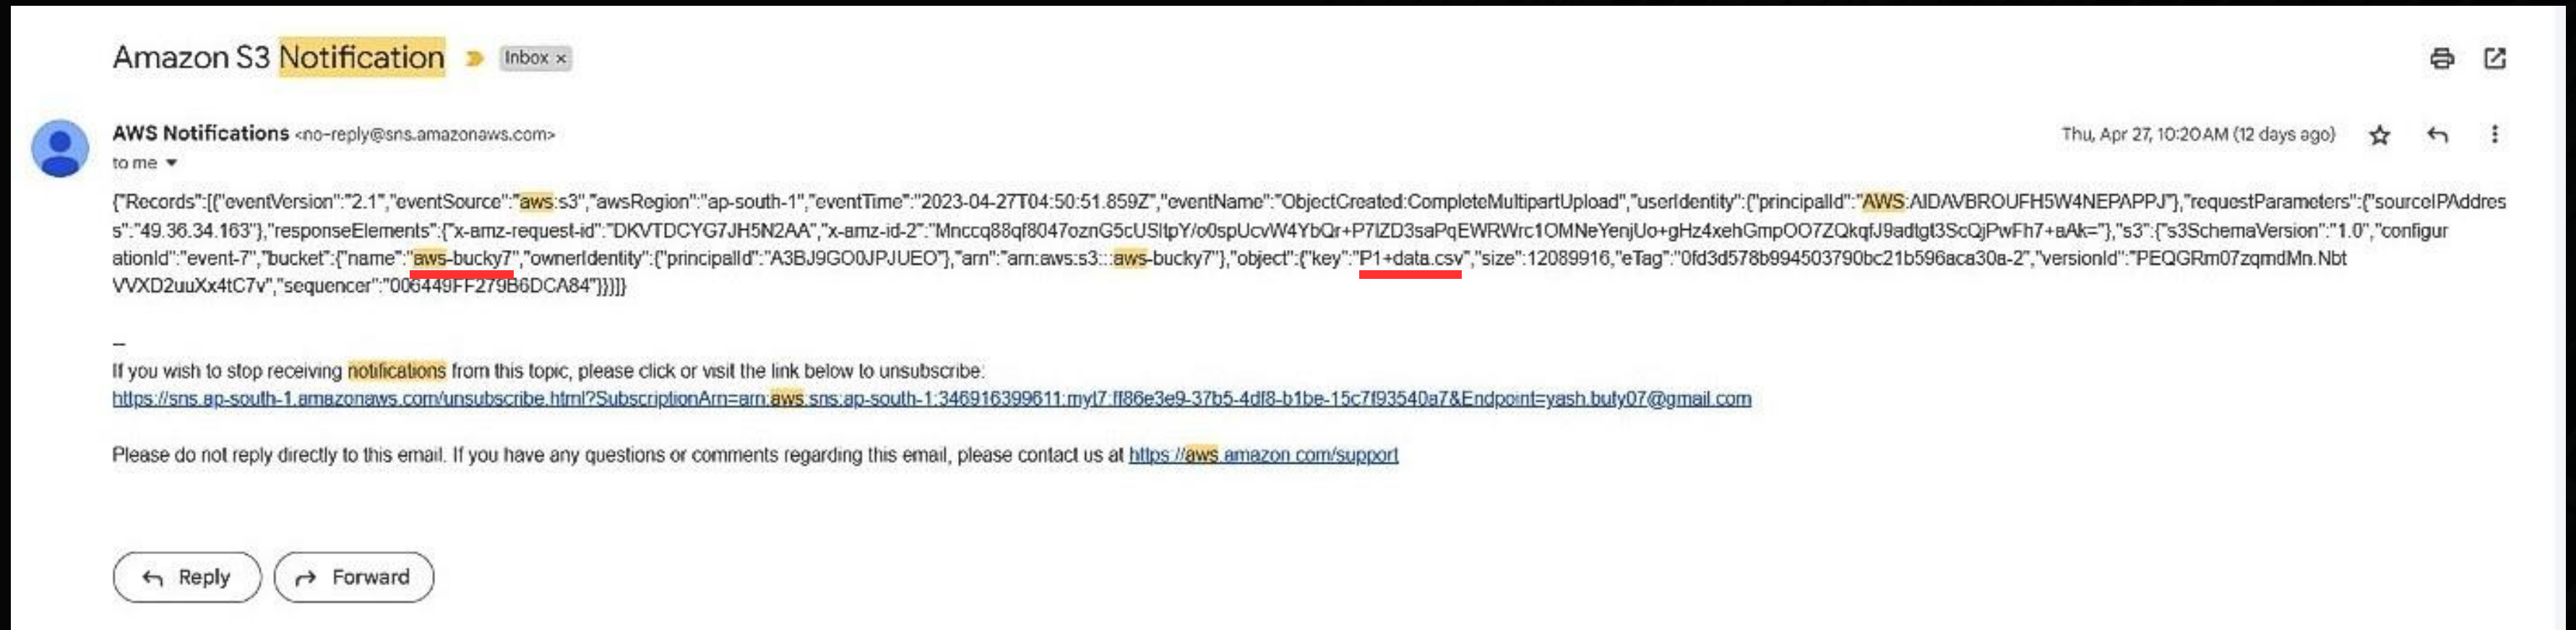 Amazon S3 Notification Inbox ×
AWS Notifications <no-reply@sns.amazonaws.com> Thu, Apr 27, 10:20 AM (12 days ago)
to me
{"Records":[{"eventVersion":"2.1","eventSource":"aws:s3","awsRegion":"ap-south-1","eventTime":"2023-04-27T04:50:51.859Z","eventName":"ObjectCreated:CompleteMultipartUpload","userIdentity":{"principalId":"AWS:AIDAVBROUFH5W4NEPAPPJ"},"requestParameters":{"sourceIPAddres
s":"49.36.34.163"},"responseElements":{"x-amz-request-id":"DKVTDCYG7JH5N2AA","x-amz-id-2":"Mnccq88qf8047oznG5cUSltpY/o0spUcvW4YbQr+P7lZD3saPqEWRWrc1OMNeYenjUo+gHz4xehGmpOO7ZQkqfJ9adtgt3ScQjPwFh7+aAk="},"s3":{"s3SchemaVersion":"1.0","configur
ationId":"event-7","bucket":{"name":"aws-bucky7","ownerIdentity":{"principalId":"A3BJ9GO0JPJUEO"},"arn":"arn:aws:s3:::aws-bucky7"},"object":{"key":"P1+data.csv","size":12089916,"eTag":"0fd3d578b994503790bc21b596aca30a-2","versionId":"PEQGRm07zqmdMn.Nbt
VVXD2uuXx4tC7v","sequencer":"006449FF279B6DCA84"}}]}
--
If you wish to stop receiving notifications from this topic, please click or visit the link below to unsubscribe:
https://sns.ap-south-1.amazonaws.com/unsubscribe.html?SubscriptionArn=arn:aws:sns:ap-south-1:346916399611:myt7:ff86e3e9-37b5-4df8-b1be-15c7f93540a7&Endpoint=yash.buty07@gmail.com
Please do not reply directly to this email. If you have any questions or comments regarding this email, please contact us at https://aws.amazon.com/support
Reply Forward